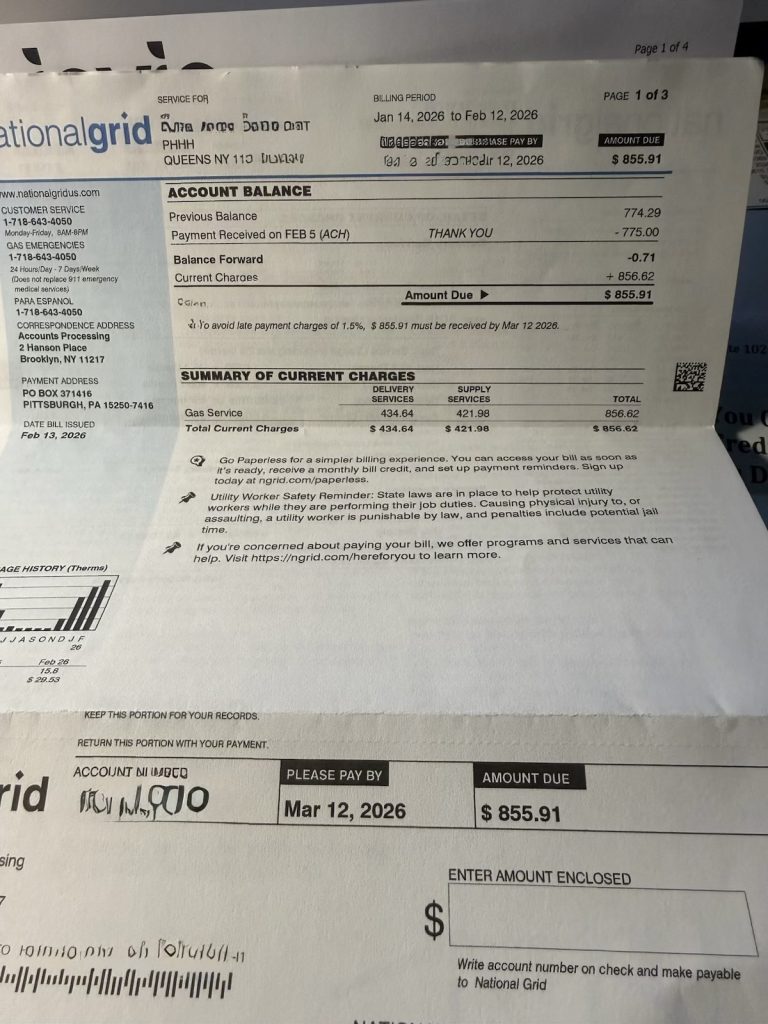 Page 1 of 4
ationalgrid
SERVICE FOR
PHHH
QUEENS NY
BILLING PERIOD
Jan 14, 2026 to Feb 12, 2026
PAGE 1 of 3
PAY BY
12, 2026
AMOUNT DUE
$ 855.91
www.nationalgridus.com
CUSTOMER SERVICE
1-718-643-4050
Monday-Friday, 8AM-8PM
GAS EMERGENCIES
1-718-643-4050
24 Hours/Day - 7 Days/Week
(Does not replace 911 emergency
medical services)
PARA ESPANOL
1-718-643-4050
CORRESPONDENCE ADDRESS
Accounts Processing
2 Hanson Place
Brooklyn, NY 11217
PAYMENT ADDRESS
PO BOX 371416
PITTSBURGH, PA 15250-7416
DATE BILL ISSUED
Feb 13, 2026
ACCOUNT BALANCE
Previous Balance 774.29
Payment Received on FEB 5 (ACH) THANK YOU - 775.00
Balance Forward -0.71
Current Charges + 856.62
Amount Due ▶ $ 855.91
To avoid late payment charges of 1.5%, $ 855.91 must be received by Mar 12 2026.
SUMMARY OF CURRENT CHARGES
DELIVERY SERVICES SUPPLY SERVICES TOTAL
Gas Service 434.64 421.98 856.62
Total Current Charges $ 434.64 $ 421.98 $ 856.62
Go Paperless for a simpler billing experience. You can access your bill as soon as
it's ready, receive a monthly bill credit, and set up payment reminders. Sign up
today at ngrid.com/paperless.
Utility Worker Safety Reminder: State laws are in place to help protect utility
workers while they are performing their job duties. Causing physical injury to, or
assaulting, a utility worker is punishable by law, and penalties include potential jail
time.
If you're concerned about paying your bill, we offer programs and services that can
help. Visit https://ngrid.com/hereforyou to learn more.
AGE HISTORY (Therms)
J J A S O N D J F
26
Feb 26
15.8
$ 29.53
KEEP THIS PORTION FOR YOUR RECORDS.
RETURN THIS PORTION WITH YOUR PAYMENT.
rid
ACCOUNT
PLEASE PAY BY
Mar 12, 2026
AMOUNT DUE
$ 855.91
sing
7
ENTER AMOUNT ENCLOSED
$
Write account number on check and make payable
to National Grid